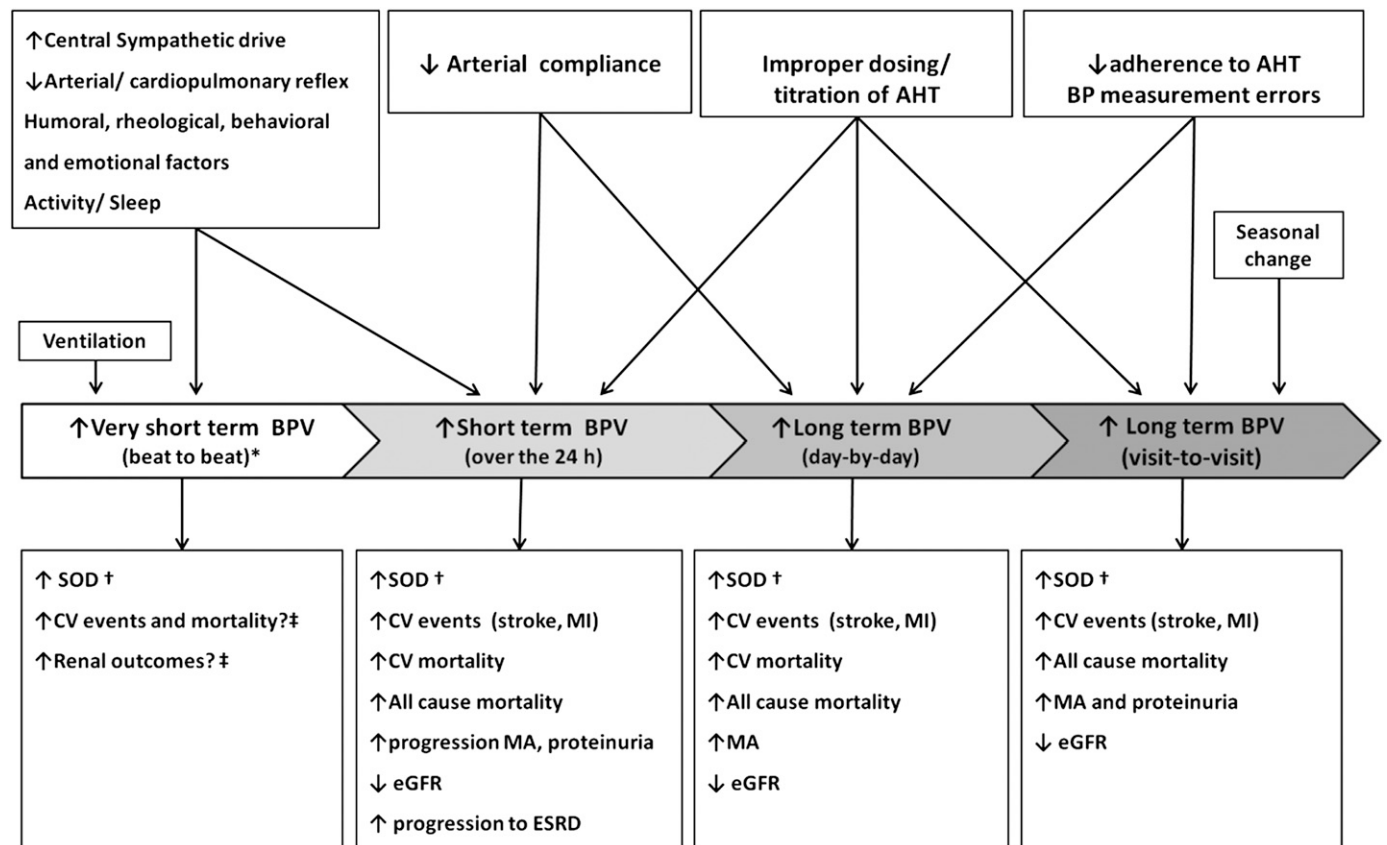 ↑Central Sympathetic drive
↓Arterial/ cardiopulmonary reflex
Humoral, rheological, behavioral
and emotional factors
Activity/ Sleep
↓ Arterial compliance
Improper dosing/
titration of AHT
↓adherence to AHT
BP measurement errors
Seasonal
change
Ventilation
↑Very short term BPV
(beat to beat)*
↑Short term BPV
(over the 24 h)
↑Long term BPV
(day-by-day)
↑ Long term BPV
(visit-to-visit)
↑ SOD †
↑CV events and mortality?‡
↑Renal outcomes? ‡
↑SOD †
↑CV events (stroke, MI)
↑CV mortality
↑All cause mortality
↑progression MA, proteinuria
↓ eGFR
↑ progression to ESRD
↑SOD †
↑CV events (stroke, MI)
↑CV mortality
↑All cause mortality
↑MA
↓ eGFR
↑SOD †
↑CV events (stroke, MI)
↑All cause mortality
↑MA and proteinuria
↓ eGFR